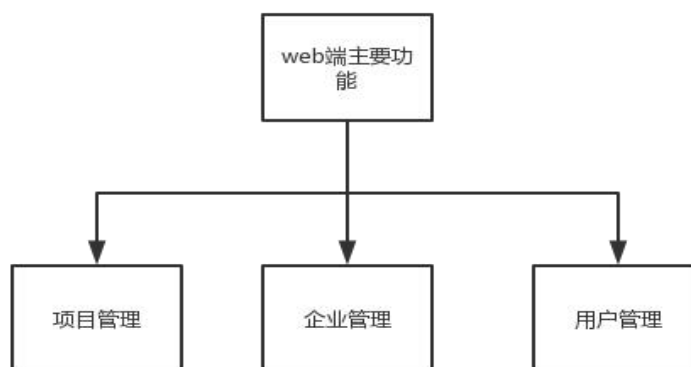 web端主要功
能
项目管理
企业管理
用户管理